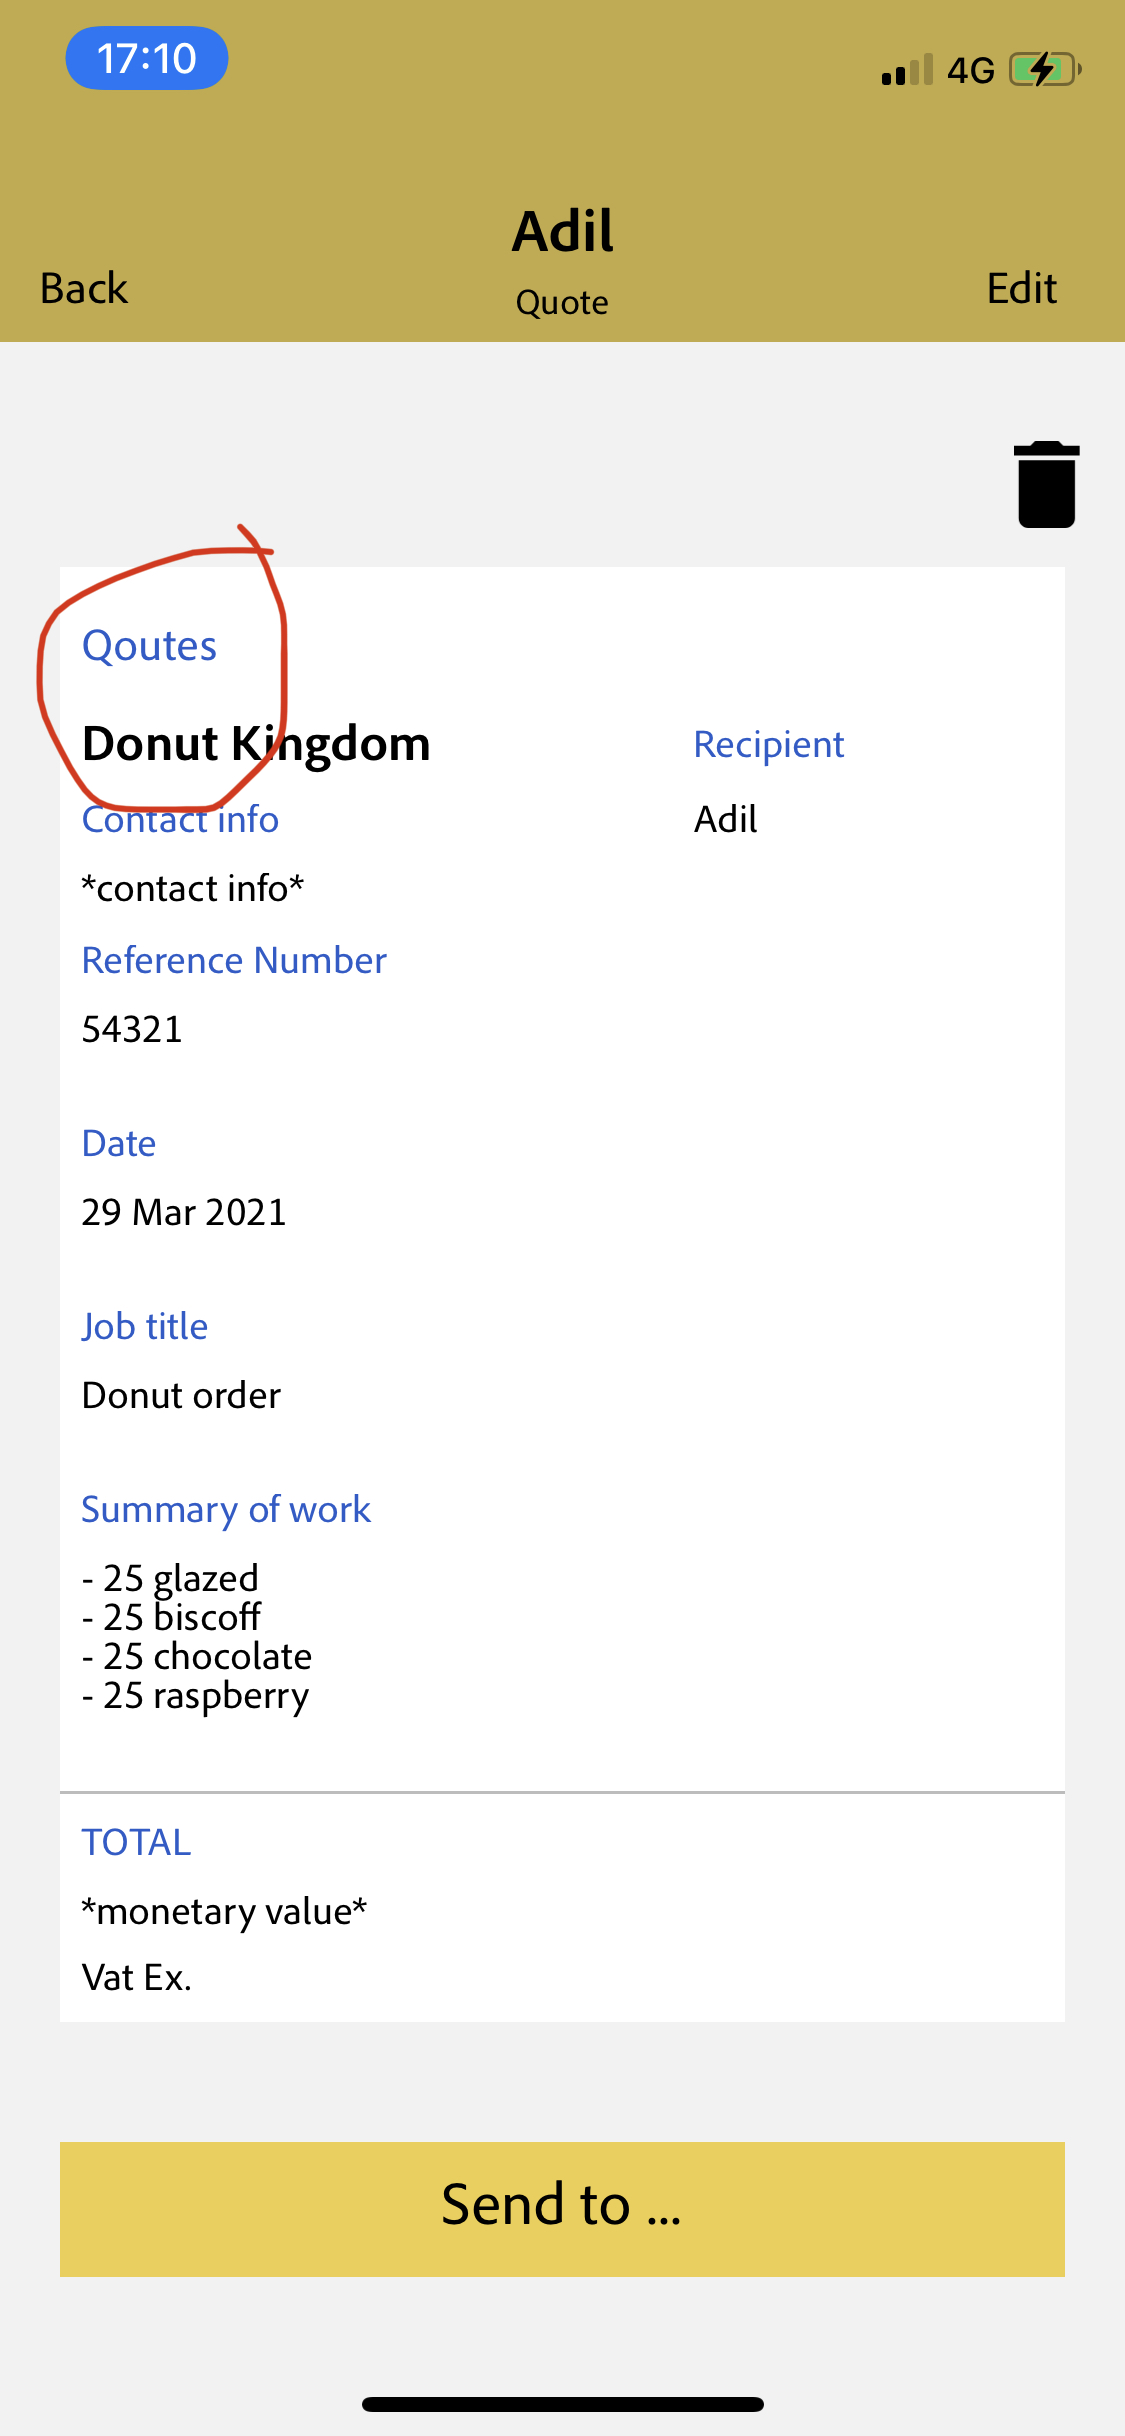 17:10 4G
Adil
Back Edit
Quote
Qoutes
Donut Kingdom Recipient
Contact info Adil
*contact info*
Reference Number
54321
Date
29 Mar 2021
Job title
Donut order
Summary of work
- 25 glazed
- 25 biscoff
- 25 chocolate
- 25 raspberry
TOTAL
*monetary value*
Vat Ex.
Send to ...